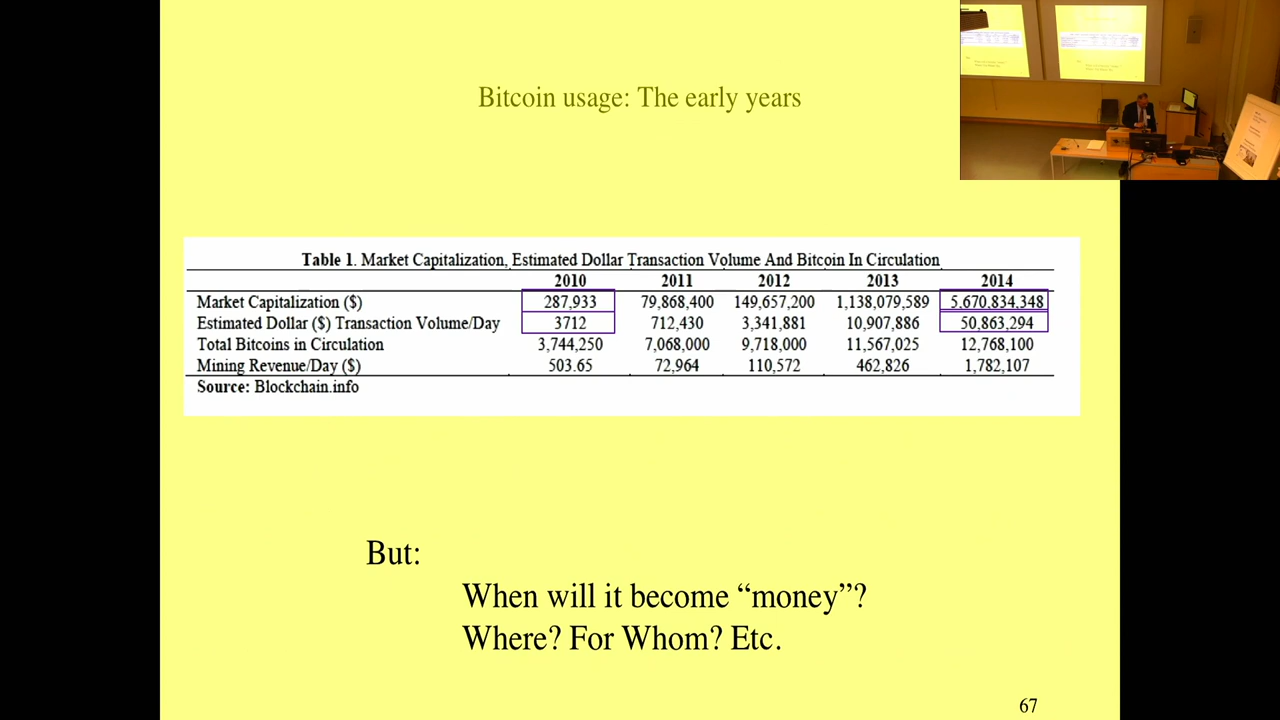 Bitcoin usage: The early years
Table 1. Market Capitalization, Estimated Dollar Transaction Volume And Bitcoin In Circulation
2010 2011 2012 2013 2014
Market Capitalization ($) 287,933 79,868,400 149,657,200 1,138,079,589 5,670,834,348
Estimated Dollar ($) Transaction Volume/Day 3712 712,430 3,341,881 10,907,886 50,863,294
Total Bitcoins in Circulation 3,744,250 7,068,000 9,718,000 11,567,025 12,768,100
Mining Revenue/Day ($) 503.65 72,964 110,572 462,826 1,782,107
Source: Blockchain.info
But:
When will it become “money”?
Where? For Whom? Etc.
67